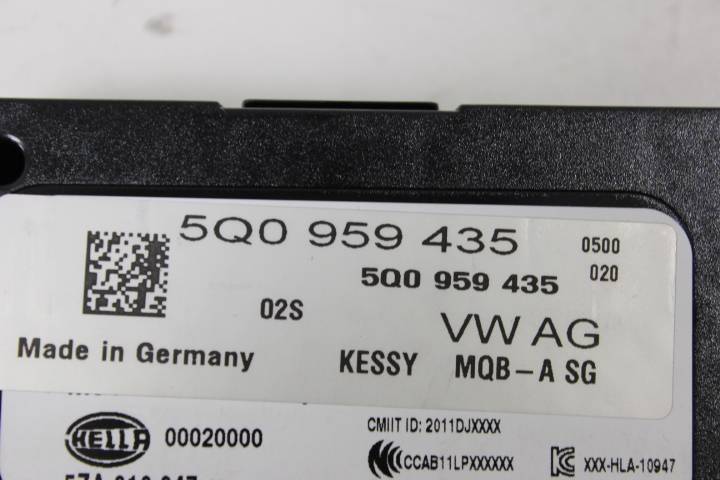 5Q0 959 435 0500
5Q0 959 435 020
02S VW AG
Made in Germany KESSY MQB-A SG
HELLA 00020000 CMIIT ID: 2011DJXXXX
CCAB11LPXXXXXX XXX-HLA-10947